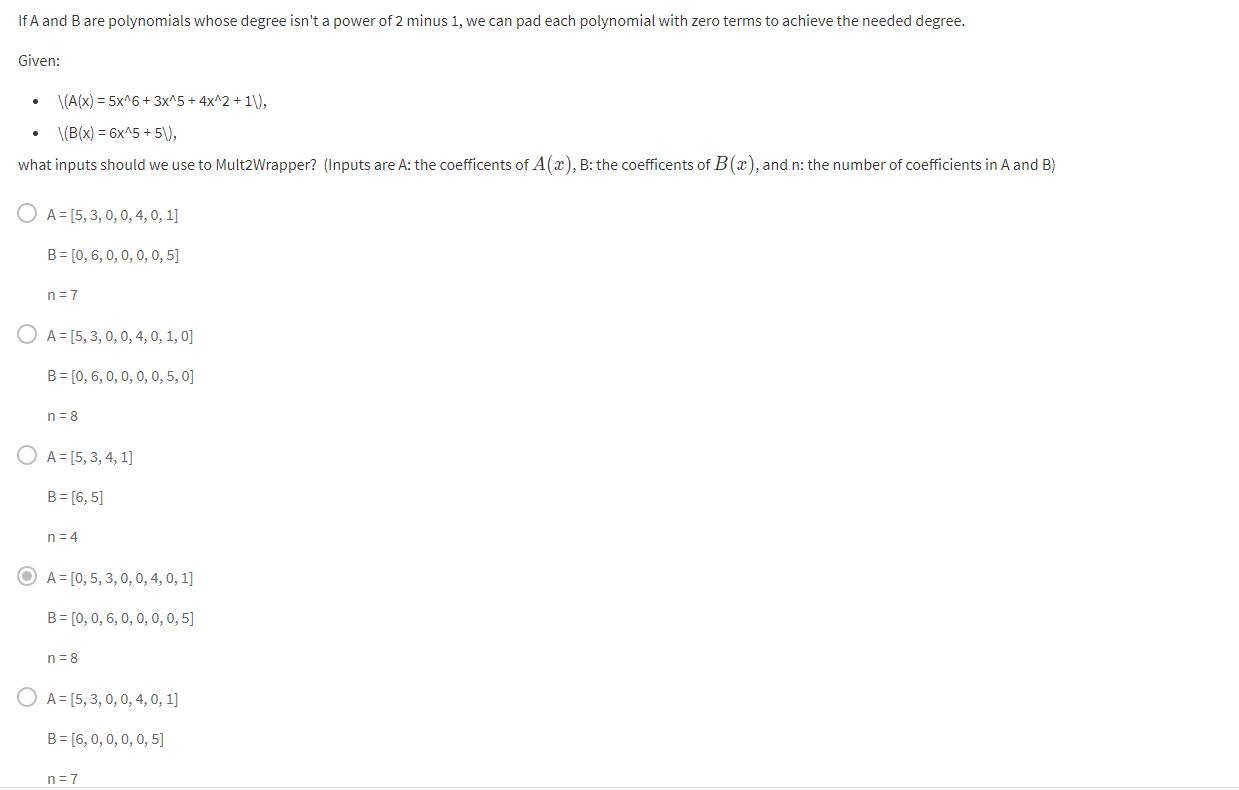 If A and B are polynomials whose degree isn't a power of 2 minus 1, we can pad each polynomial with zero terms to achieve the needed degree.
Given:
• \(A(x) = 5x^6 + 3x^5 + 4x^2 + 1\),
• \(B(x) = 6x^5 + 5\),
what inputs should we use to Mult2Wrapper? (Inputs are A: the coefficents of A(x), B: the coefficents of B(x), and n: the number of coefficients in A and B)
A = [5, 3, 0, 0, 4, 0, 1]
B = [0, 6, 0, 0, 0, 0, 5]
n = 7
A = [5, 3, 0, 0, 4, 0, 1, 0]
B = [0, 6, 0, 0, 0, 0, 5, 0]
n = 8
A = [5, 3, 4, 1]
B = [6, 5]
n = 4
A = [0, 5, 3, 0, 0, 4, 0, 1]
B = [0, 0, 6, 0, 0, 0, 0, 5]
n = 8
A = [5, 3, 0, 0, 4, 0, 1]
B = [6, 0, 0, 0, 0, 5]
n = 7